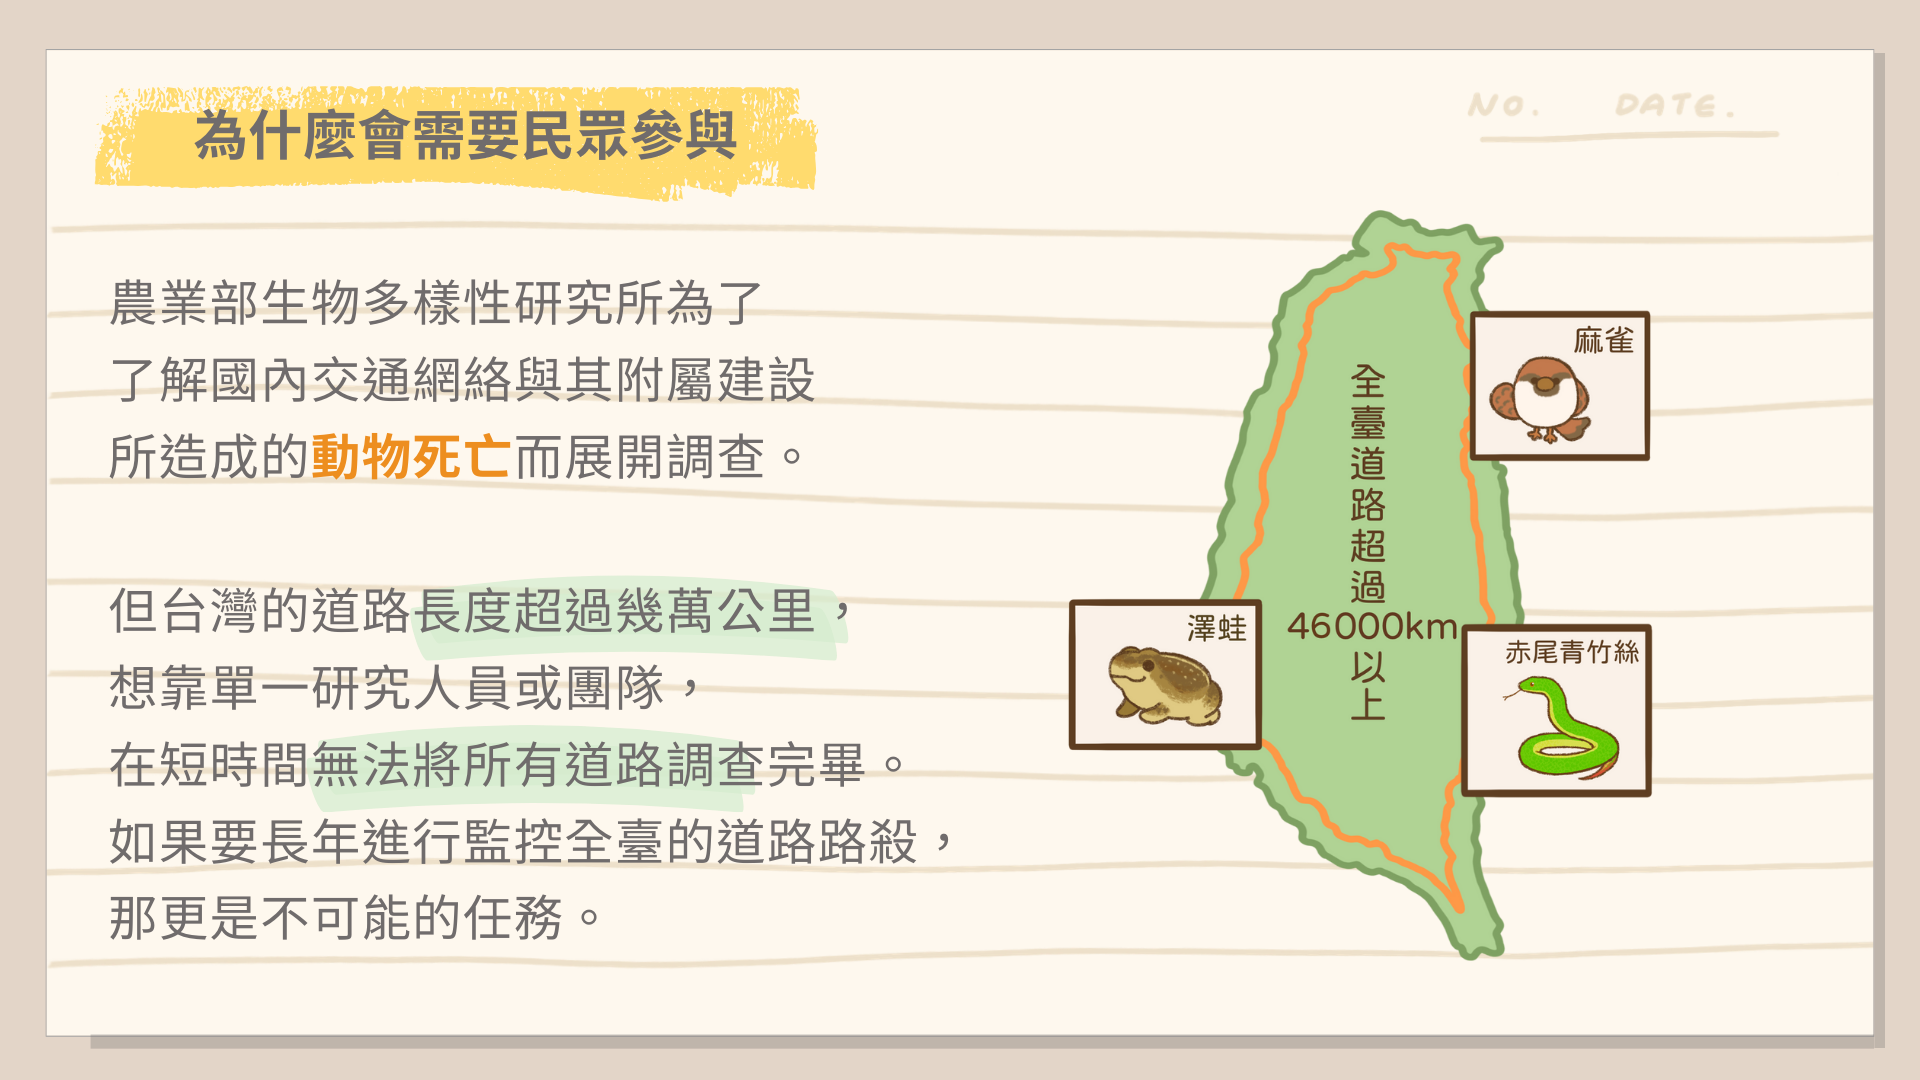 為什麼會需要民眾參與
NO. DATE.
農業部生物多樣性研究所為了
了解國內交通網絡與其附屬建設
所造成的動物死亡而展開調查。
但台灣的道路長度超過幾萬公里，
想靠單一研究人員或團隊，
在短時間無法將所有道路調查完畢。
如果要長年進行監控全臺的道路路殺，
那更是不可能的任務。
麻雀
全臺道路超過
46000km
以上
澤蛙
赤尾青竹絲